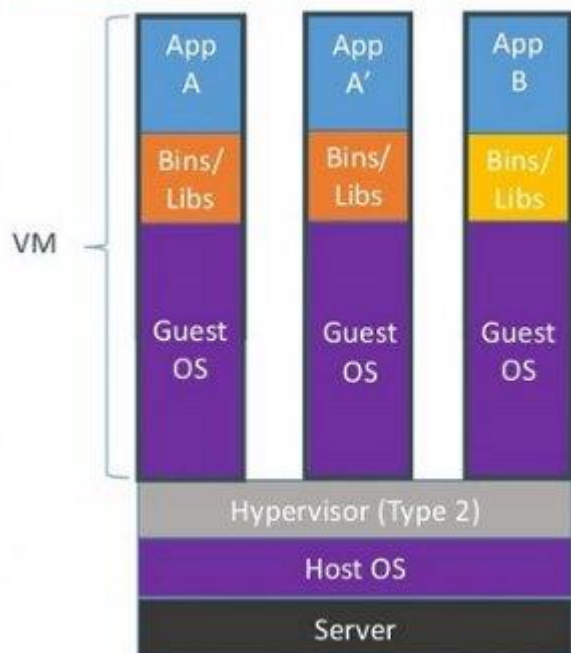 App
A
App
A’
App
B
Bins/
Libs
Bins/
Libs
Bins/
Libs
VM
Guest
OS
Guest
OS
Guest
OS
Hypervisor (Type 2)
Host OS
Server